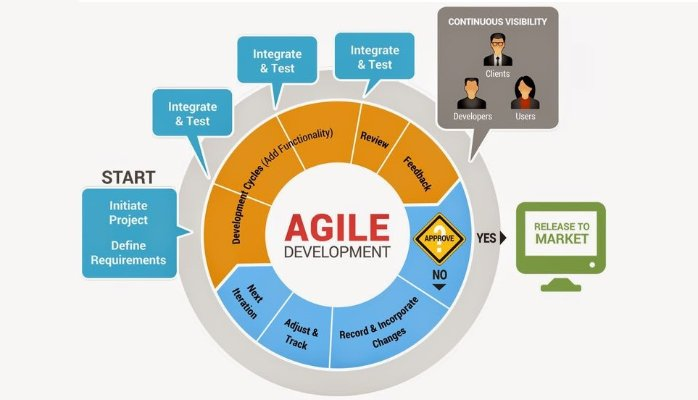 CONTINUOUS VISIBILITY
Clients
Developers
Users
Integrate
& Test
Integrate
& Test
Integrate
& Test
START
Initiate
Project
Define
Requirements
Development Cycles (Add Functionality)
Review
Feedback
APPROVE
?
YES
NO
RELEASE TO
MARKET
Record & Incorporate
Changes
Adjust &
Track
Next
Iteration
AGILE
DEVELOPMENT